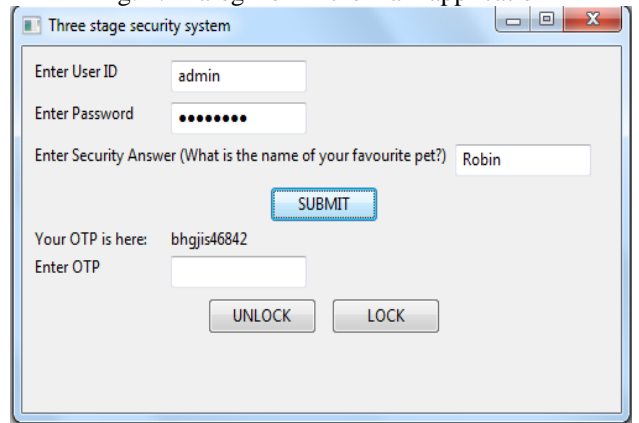 Three stage security system
Enter User ID admin
Enter Password ••••••••
Enter Security Answer (What is the name of your favourite pet?) Robin
SUBMIT
Your OTP is here: bhgjis46842
Enter OTP
UNLOCK LOCK